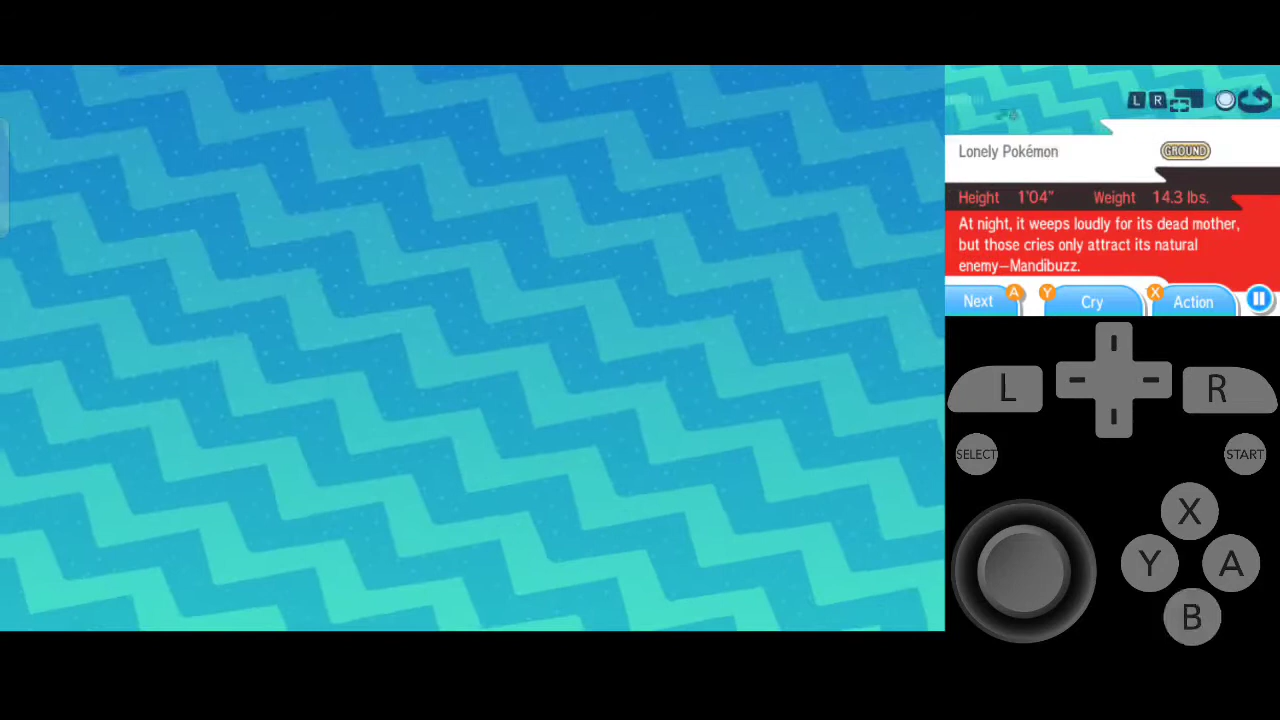 L R
Lonely Pokémon GROUND
Height 1'04" Weight 14.3 lbs.
At night, it weeps loudly for its dead mother,
but those cries only attract its natural
enemy—Mandibuzz.
Next A Y Cry X Action
L R
SELECT START
X
Y A
B